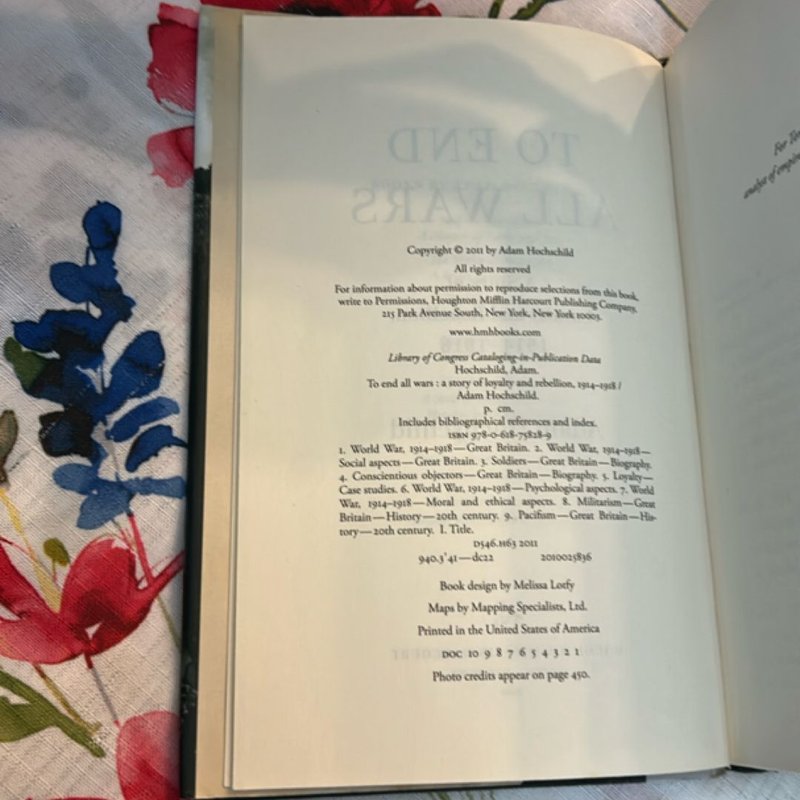 TO END
ALL WARS
Copyright © 2011 by Adam Hochschild
All rights reserved
For information about permission to reproduce selections from this book,
write to Permissions, Houghton Mifflin Harcourt Publishing Company,
215 Park Avenue South, New York, New York 10003.
www.hmhbooks.com
Library of Congress Cataloging-in-Publication Data
Hochschild, Adam.
To end all wars : a story of loyalty and rebellion, 1914–1918 /
Adam Hochschild.
p. cm.
Includes bibliographical references and index.
ISBN 978-0-618-75828-9
1. World War, 1914–1918—Great Britain. 2. World War, 1914–1918—
Social aspects—Great Britain. 3. Soldiers—Great Britain—Biography.
4. Conscientious objectors—Great Britain—Biography. 5. Loyalty—
Case studies. 6. World War, 1914–1918—Psychological aspects. 7. World
War, 1914–1918—Moral and ethical aspects. 8. Militarism—Great
Britain—History—20th century. 9. Pacifism—Great Britain—His-
tory—20th century. I. Title.
D546.H63 2011
940.3'41—dc22 2010025836
Book design by Melissa Lotfy
Maps by Mapping Specialists, Ltd.
Printed in the United States of America
DOC 10 9 8 7 6 5 4 3 2 1
Photo credits appear on page 450.
For
analyst of